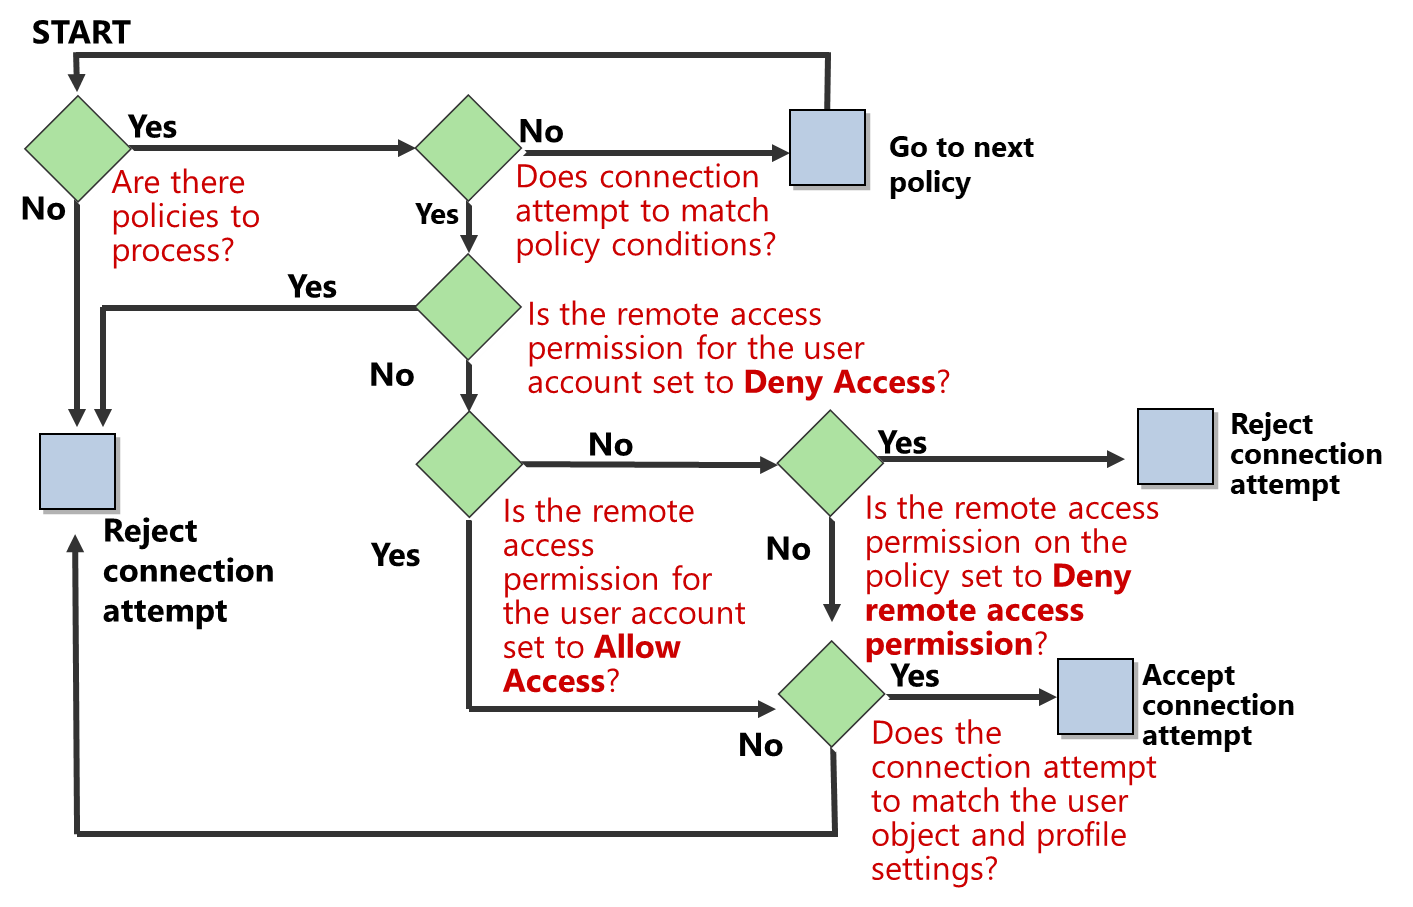 START
Yes
No
Are there
policies to
process?
No
Does connection
attempt to match
policy conditions?
Yes
Go to next
policy
Yes
Is the remote access
permission for the user
account set to Deny Access?
No
No
Yes
Reject
connection
attempt
Reject
connection
attempt
Is the remote
access
permission for
the user account
set to Allow
Access?
Yes
Is the remote access
permission on the
policy set to Deny
remote access
permission?
No
Yes
Accept
connection
attempt
No
Does the
connection attempt
to match the user
object and profile
settings?